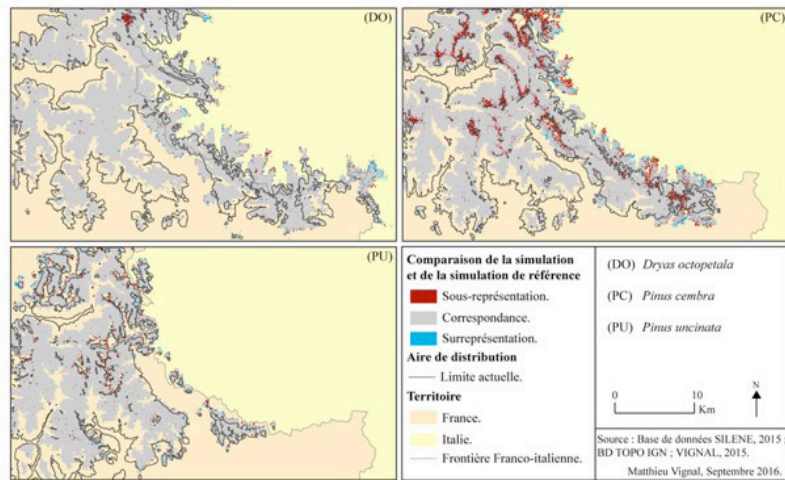 (DO)
(PC)
(PU)
Comparaison de la simulation
et de la simulation de référence
Sous-représentation.
Correspondance.
Surreprésentation.
Aire de distribution
Limite actuelle.
Territoire
France.
Italie.
Frontière Franco-italienne.
(DO) Dryas octopetala
(PC) Pinus cembra
(PU) Pinus uncinata
0 10
Km
N
Source : Base de données SILENE, 2015 ;
BD TOPO IGN ; VIGNAL, 2015.
Matthieu Vignal, Septembre 2016.